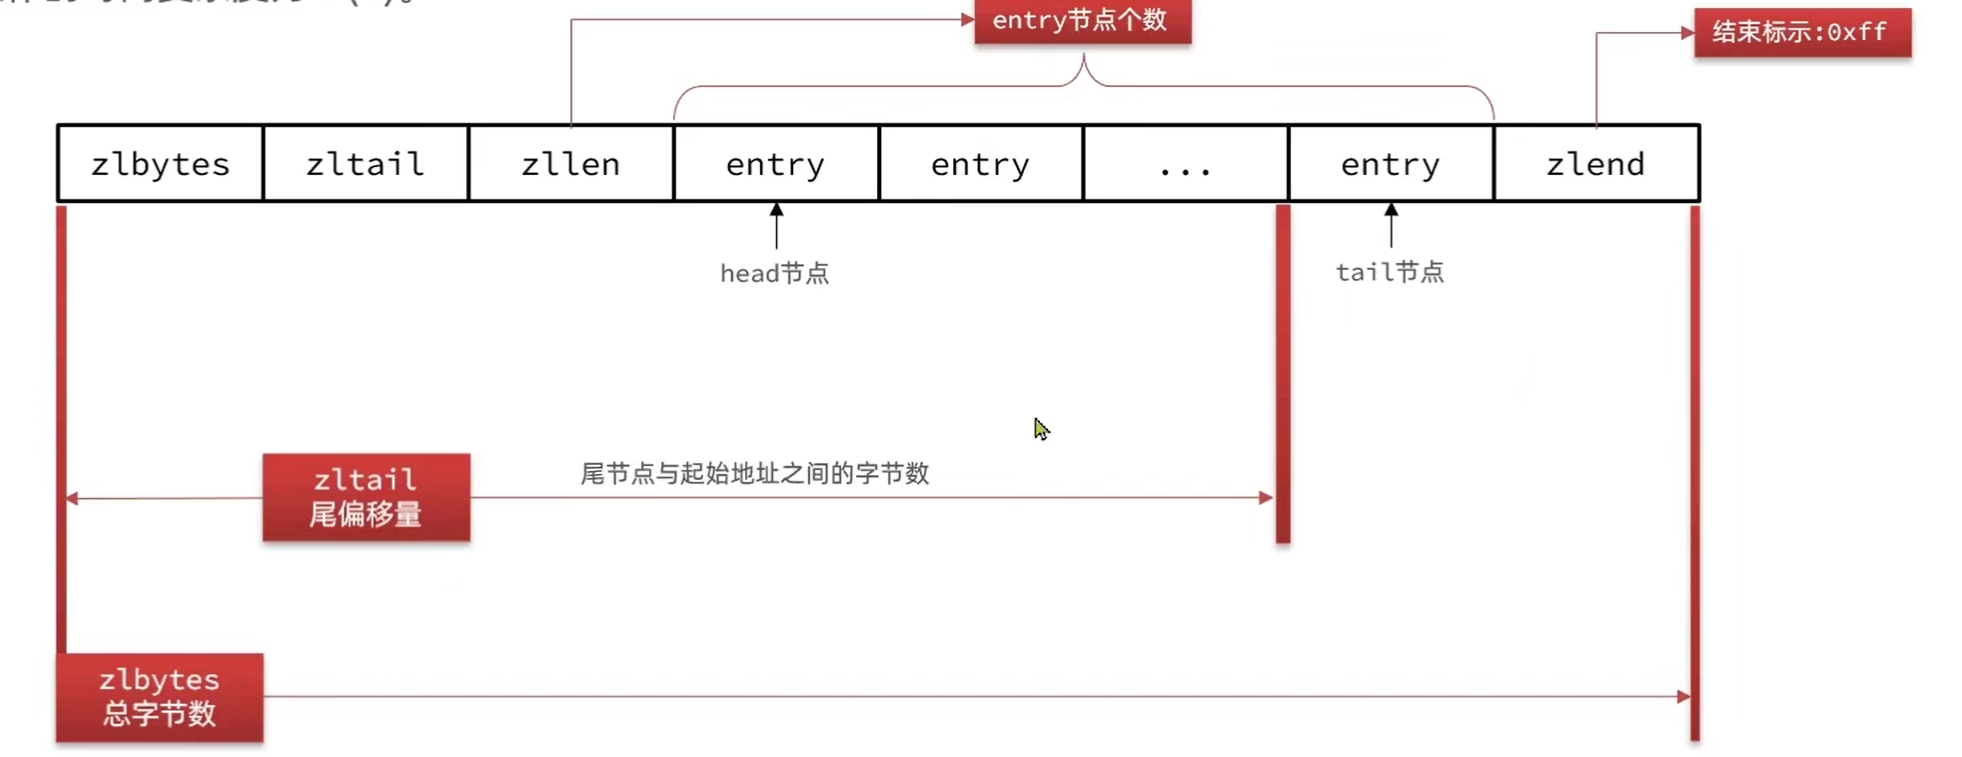 entry节点个数
结束标示:0xff
zlbytes
zltail
zllen
entry
entry
...
entry
zlend
head节点
tail节点
zltail
尾偏移量
尾节点与起始地址之间的字节数
zlbytes
总字节数